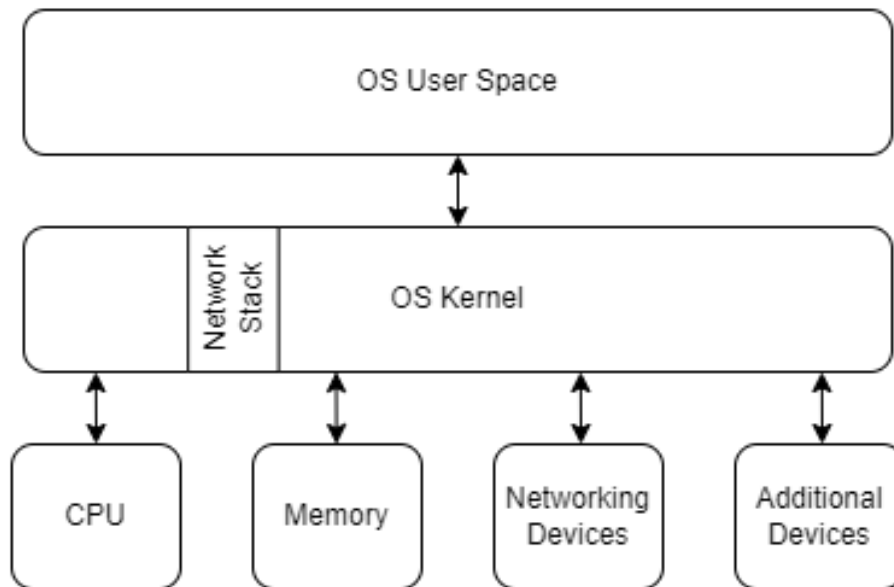 OS User Space
Network
Stack
OS Kernel
CPU
Memory
Networking
Devices
Additional
Devices